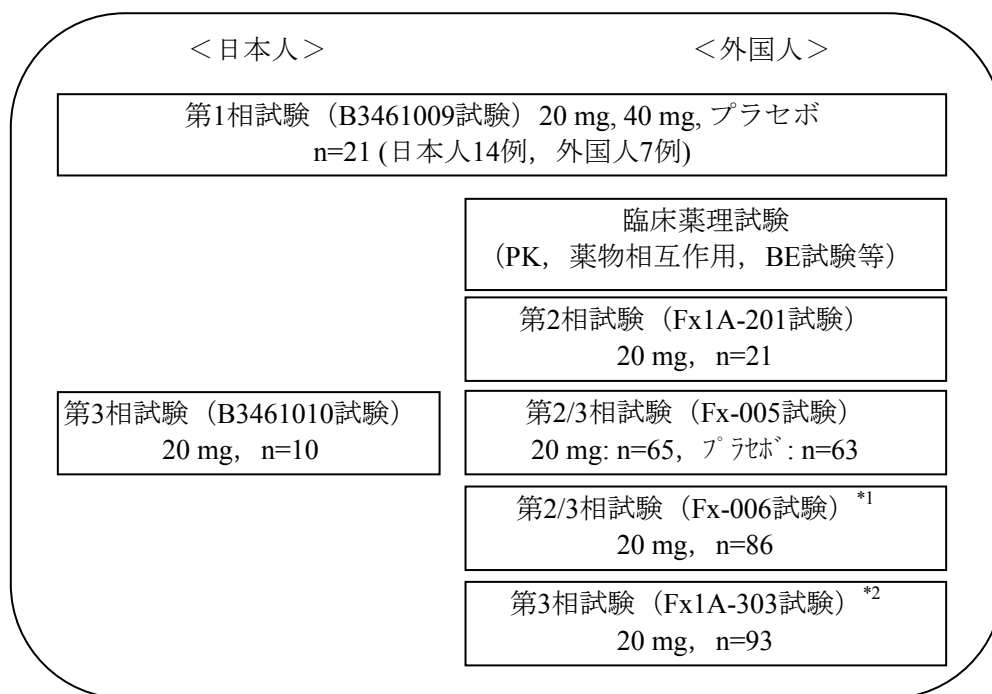 ＜日本人＞ ＜外国人＞
第1相試験（B3461009試験）20 mg, 40 mg, プラセボ
n=21 (日本人14例，外国人7例)
臨床薬理試験
（PK，薬物相互作用，BE試験等）
第2相試験（Fx1A-201試験）
20 mg，n=21
第3相試験（B3461010試験）
20 mg，n=10
第2/3相試験（Fx-005試験）
20 mg: n=65，ﾌﾟﾗｾﾎﾞ: n=63
第2/3相試験（Fx-006試験）*1
20 mg，n=86
第3相試験（Fx1A-303試験）*2
20 mg，n=93